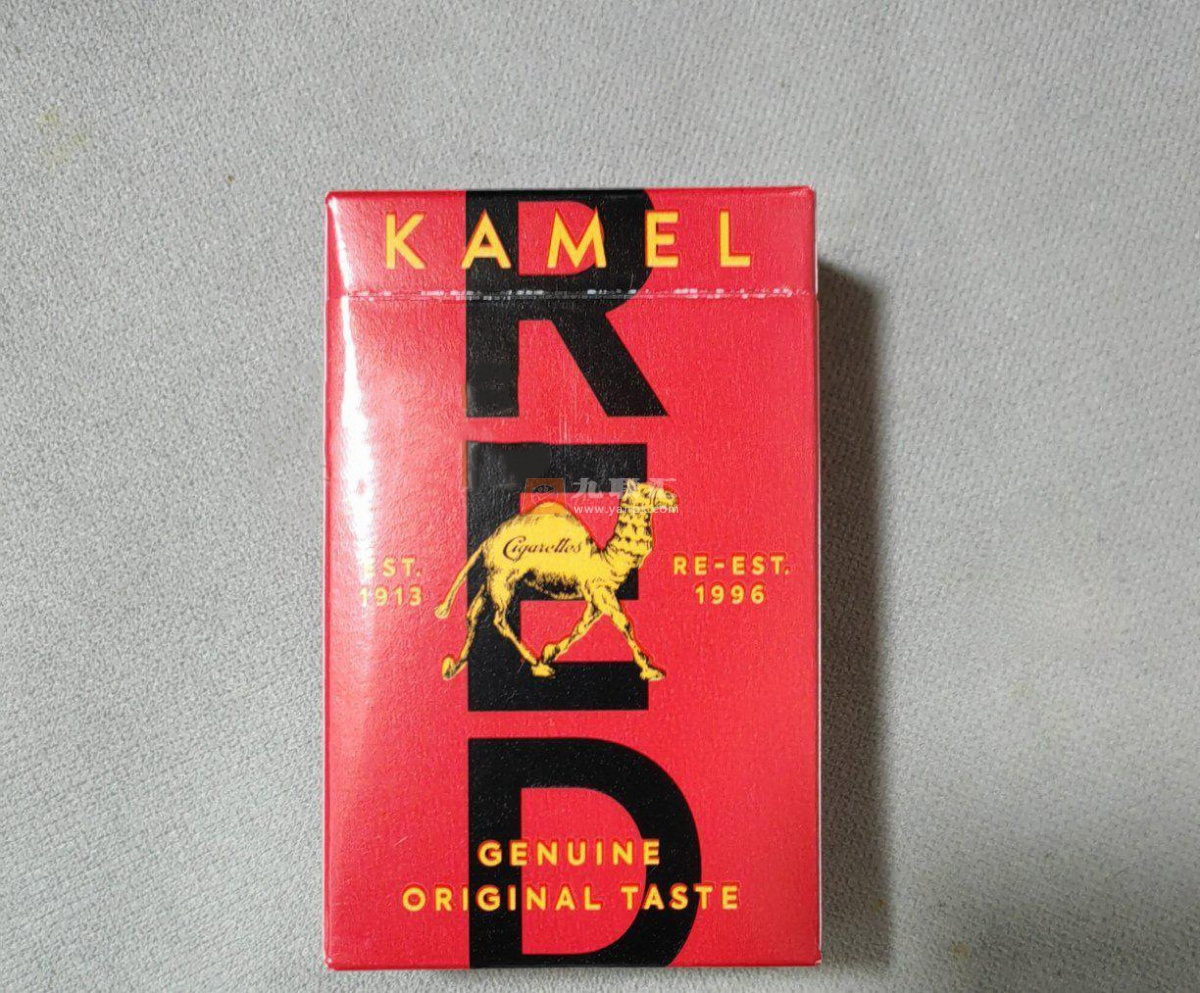 KAMEL
RED
Cigarettes
EST.
1913
RE-EST.
1996
GENUINE
ORIGINAL TASTE